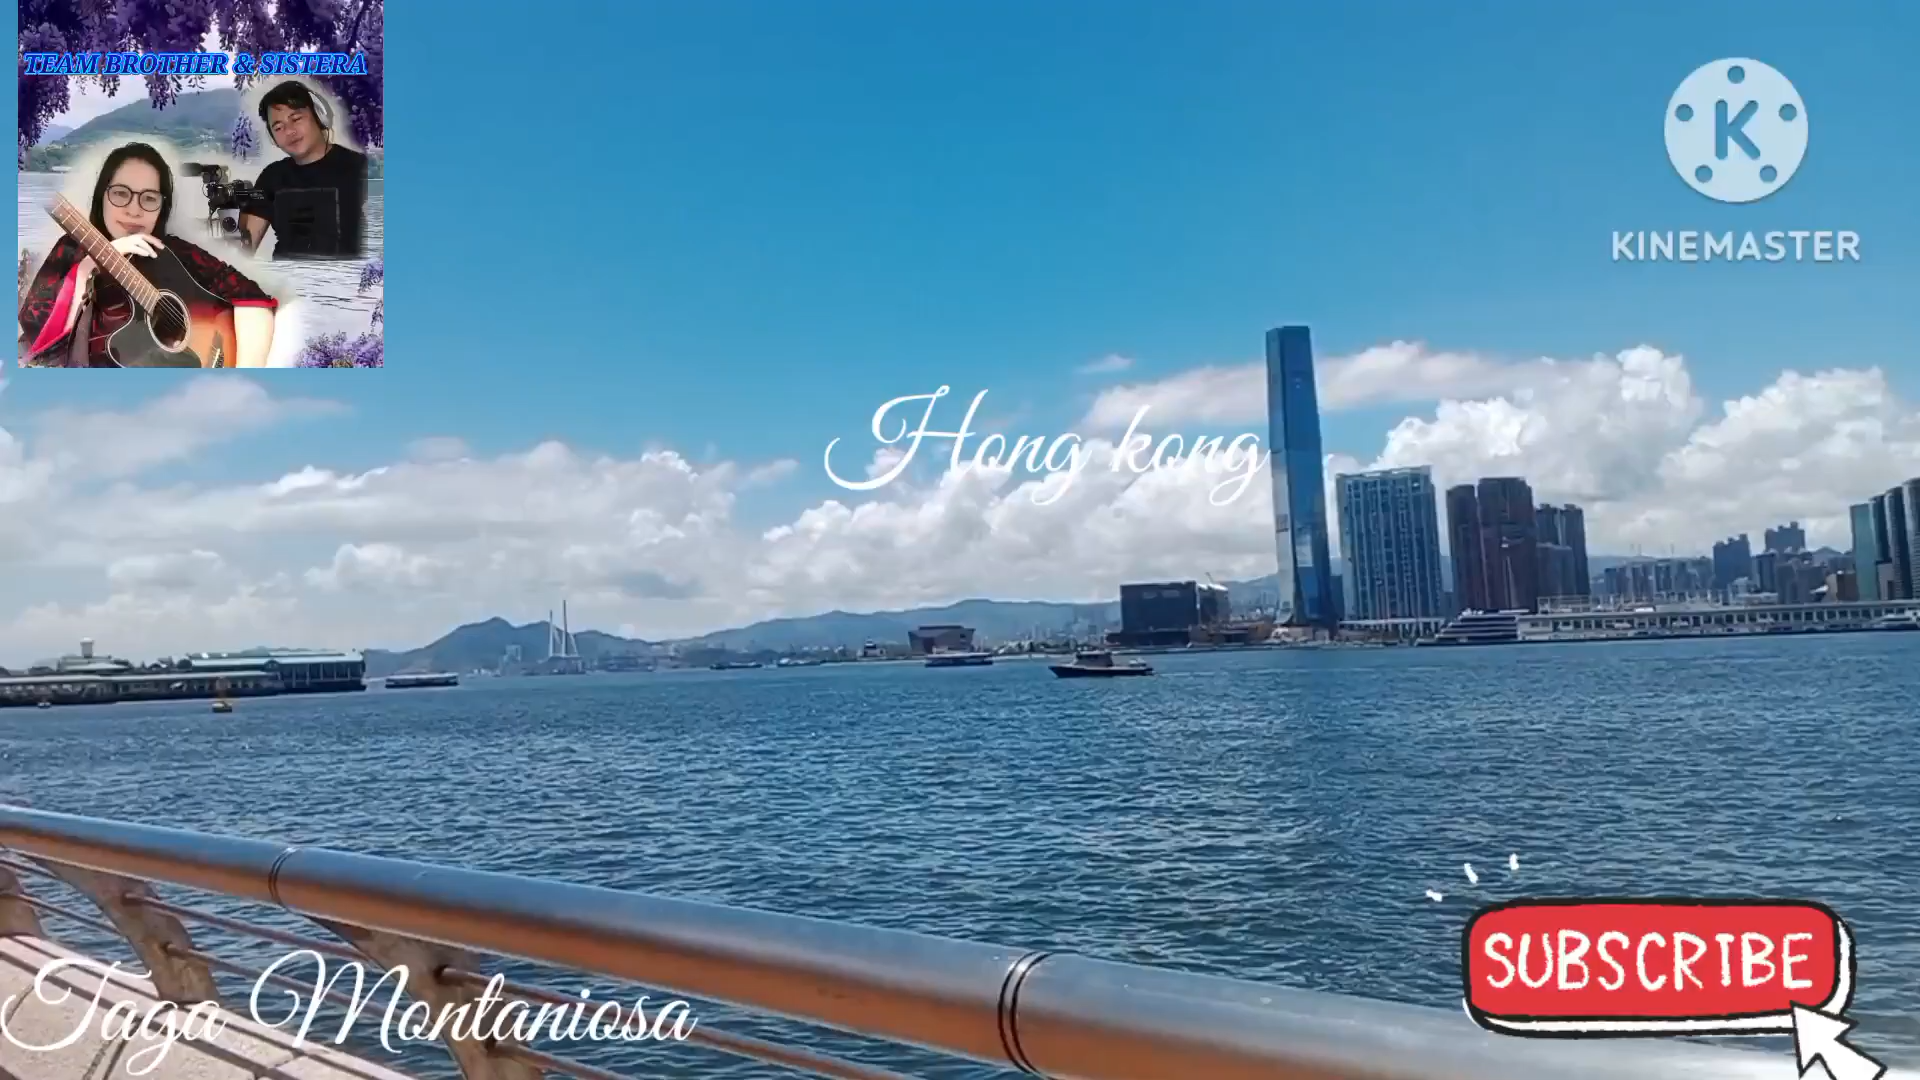 TEAM BROTHER & SISTERA
K
KINEMASTER
Hong kong
Taga Montaniosa
SUBSCRIBE